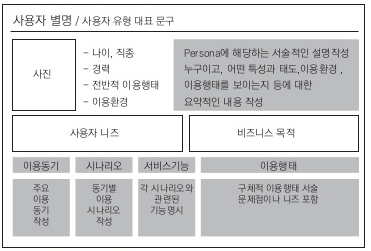 사용자 별명 / 사용자 유형 대표 문구
사진
- 나이, 직종
- 경력
- 전반적 이용행태
- 이용환경
Persona에 해당하는 서술적인 설명작성
누구이고, 어떤 특성과 태도,이용환경 ,
이용행태를 보이는지 등에 대한
요약적인 내용 작성
사용자 니즈
비즈니스 목적
이용동기
시나리오
서비스기능
이용행태
주요
이용
동기
작성
동기별
이용
시나리오
작성
각 시나리오와
관련된
기능명시
구체적 이용행태 서술
문제점이나 니즈 포함